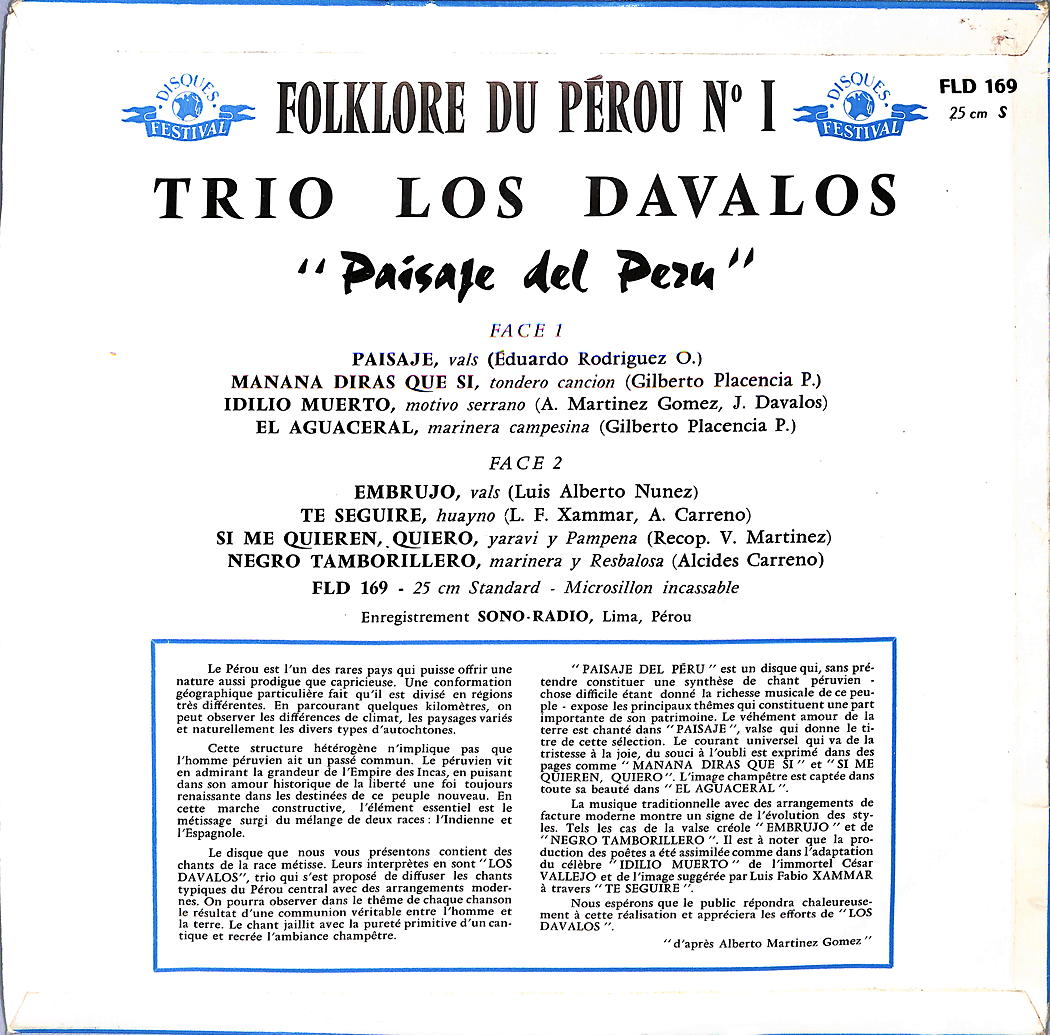 DISQUES FESTIVAL
FOLKLORE DU PÉROU Nº I
DISQUES FESTIVAL
FLD 169
25 cm S
TRIO LOS DAVALOS
"Paisaje del Peru"
FACE 1
PAISAJE, vals (Eduardo Rodriguez O.)
MANANA DIRAS QUE SI, tondero cancion (Gilberto Placencia P.)
IDILIO MUERTO, motivo serrano (A. Martinez Gomez, J. Davalos)
EL AGUACERAL, marinera campesina (Gilberto Placencia P.)
FACE 2
EMBRUJO, vals (Luis Alberto Nunez)
TE SEGUIRE, huayno (L. F. Xammar, A. Carreno)
SI ME QUIEREN, QUIERO, yaravi y Pampena (Recop. V. Martinez)
NEGRO TAMBORILLERO, marinera y Resbalosa (Alcides Carreno)
FLD 169 - 25 cm Standard - Microsillon incassable
Enregistrement SONO-RADIO, Lima, Pérou
Le Pérou est l'un des rares pays qui puisse offrir une
nature aussi prodigue que capricieuse. Une conformation
géographique particulière fait qu'il est divisé en régions
très différentes. En parcourant quelques kilomètres, on
peut observer les différences de climat, les paysages variés
et naturellement les divers types d'autochtones.
Cette structure hétérogène n'implique pas que
l'homme péruvien ait un passé commun. Le péruvien vit
en admirant la grandeur de l'Empire des Incas, en puisant
dans son amour historique de la liberté une foi toujours
renaissante dans les destinées de ce peuple nouveau. En
cette marche constructive, l'élément essentiel est le
métissage surgi du mélange de deux races : l'Indienne et
l'Espagnole.
Le disque que nous vous présentons contient des
chants de la race métisse. Leurs interprètes en sont "LOS
DAVALOS", trio qui s'est proposé de diffuser les chants
typiques du Pérou central avec des arrangements moder-
nes. On pourra observer dans le thême de chaque chanson
le résultat d'une communion véritable entre l'homme et
la terre. Le chant jaillit avec la pureté primitive d'un can-
tique et recrée l'ambiance champêtre.
"PAISAJE DEL PÉRU" est un disque qui, sans pré-
tendre constituer une synthèse de chant péruvien -
chose difficile étant donné la richesse musicale de ce peu-
ple - expose les principaux thêmes qui constituent une part
importante de son patrimoine. Le véhément amour de la
terre est chanté dans "PAISAJE", valse qui donne le ti-
tre de cette sélection. Le courant universel qui va de la
tristesse à la joie, du souci à l'oubli est exprimé dans des
pages comme "MANANA DIRAS QUE SI" et "SI ME
QUIEREN, QUIERO". L'image champêtre est captée dans
toute sa beauté dans "EL AGUACERAL".
La musique traditionnelle avec des arrangements de
facture moderne montre un signe de l'évolution des sty-
les. Tels les cas de la valse créole "EMBRUJO" et de
"NEGRO TAMBORILLERO". Il est à noter que la pro-
duction des poêtes a été assimilée comme dans l'adaptation
du célèbre "IDILIO MUERTO" de l'immortel César
VALLEJO et de l'image suggérée par Luis Fabio XAMMAR
à travers "TE SEGUIRE".
Nous espérons que le public répondra chaleureuse-
ment à cette réalisation et appréciera les efforts de "LOS
DAVALOS".
"d'après Alberto Martinez Gomez"